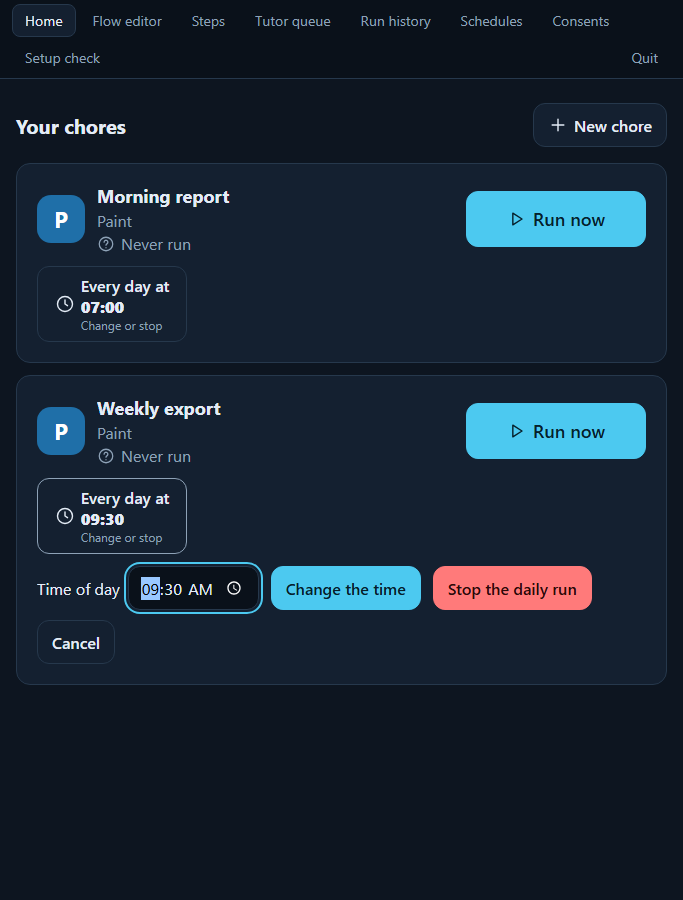 Home Flow editor Steps Tutor queue Run history Schedules Consents
Setup check Quit
Your chores
New chore
P
Morning report
Paint
Never run
Run now
Every day at
07:00
Change or stop
P
Weekly export
Paint
Never run
Run now
Every day at
09:30
Change or stop
Time of day 09:30 AM Change the time Stop the daily run
Cancel